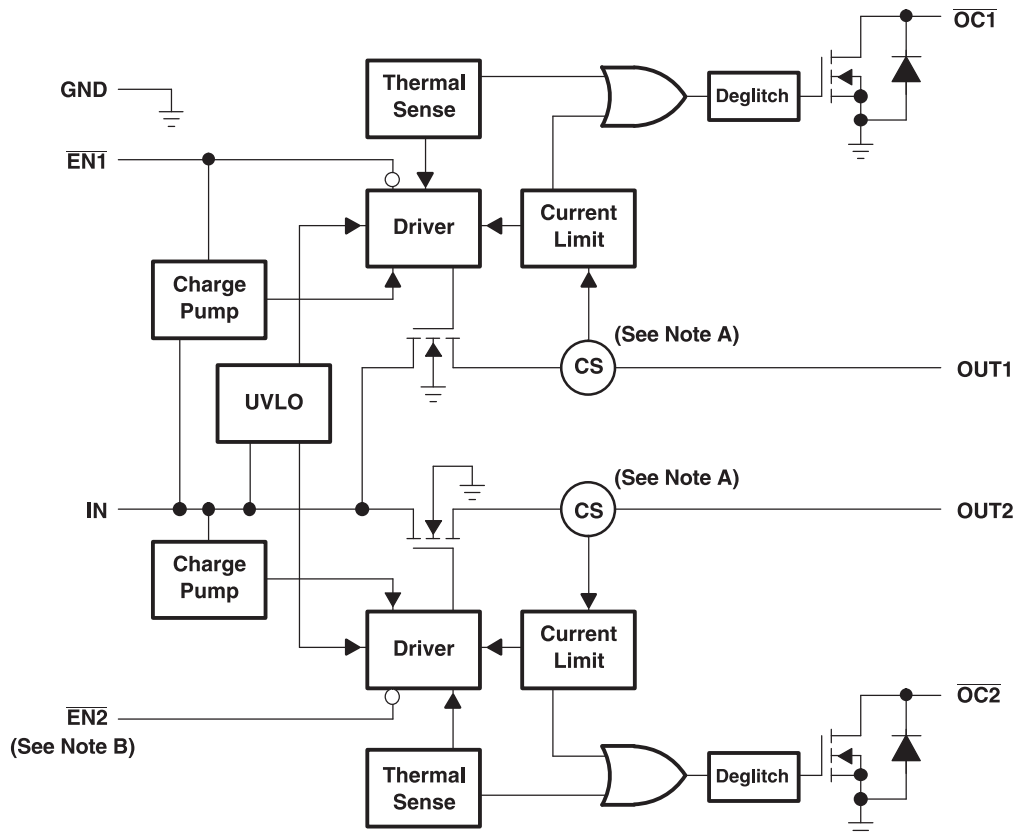 OC1
Thermal
Sense
Deglitch
GND
EN1
Driver
Current
Limit
Charge
Pump
(See Note A)
CS
OUT1
UVLO
(See Note A)
IN
CS
OUT2
Charge
Pump
Driver
Current
Limit
OC2
EN2
(See Note B)
Thermal
Sense
Deglitch